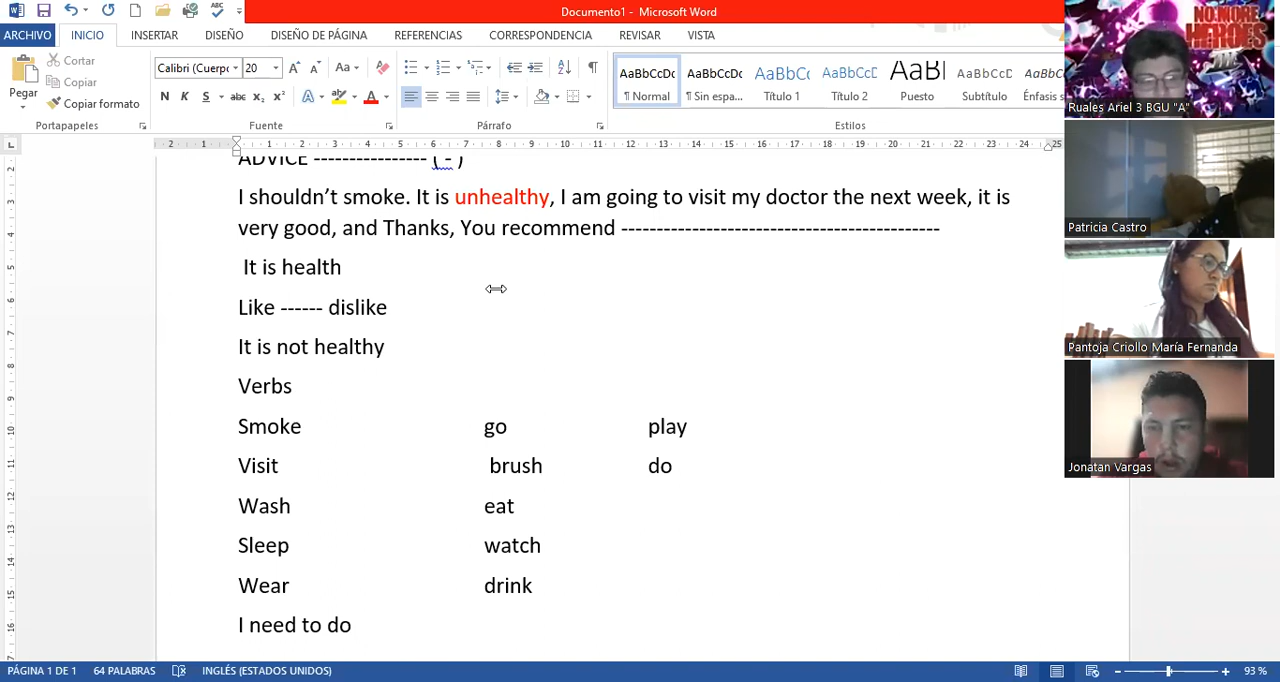 Documento1 - Microsoft Word
ARCHIVO INICIO INSERTAR DISEÑO DISEÑO DE PÁGINA REFERENCIAS CORRESPONDENCIA REVISAR VISTA
Pegar
Cortar
Copiar
Copiar formato
Portapapeles
Calibri (Cuerpo 20
Fuente
Párrafo
AaBbCcDc AaBbCcDc AaBbCc AaBbCcD AaBl AaBbCcD AaBbCc
¶ Normal ¶ Sin espa... Título 1 Título 2 Puesto Subtítulo Énfasis s
Estilos
ADVICE ---------------- ( - )
I shouldn’t smoke. It is unhealthy, I am going to visit my doctor the next week, it is
very good, and Thanks, You recommend -------------------------------------------
It is health
Like ------ dislike
It is not healthy
Verbs
Smoke go play
Visit brush do
Wash eat
Sleep watch
Wear drink
I need to do
PÁGINA 1 DE 1 64 PALABRAS INGLÉS (ESTADOS UNIDOS) 93 %
NO MORE
HEROES
Ruales Ariel 3 BGU "A"
Patricia Castro
Pantoja Criollo María Fernanda
Jonatan Vargas